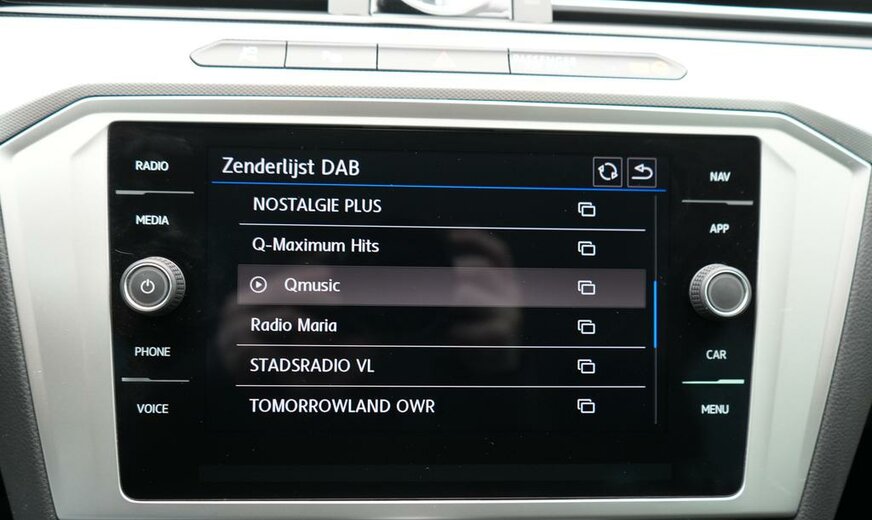 RADIO
MEDIA
PHONE
VOICE
Zenderlijst DAB
NOSTALGIE PLUS
Q-Maximum Hits
Qmusic
Radio Maria
STADSRADIO VL
TOMORROWLAND OWR
NAV
APP
CAR
MENU